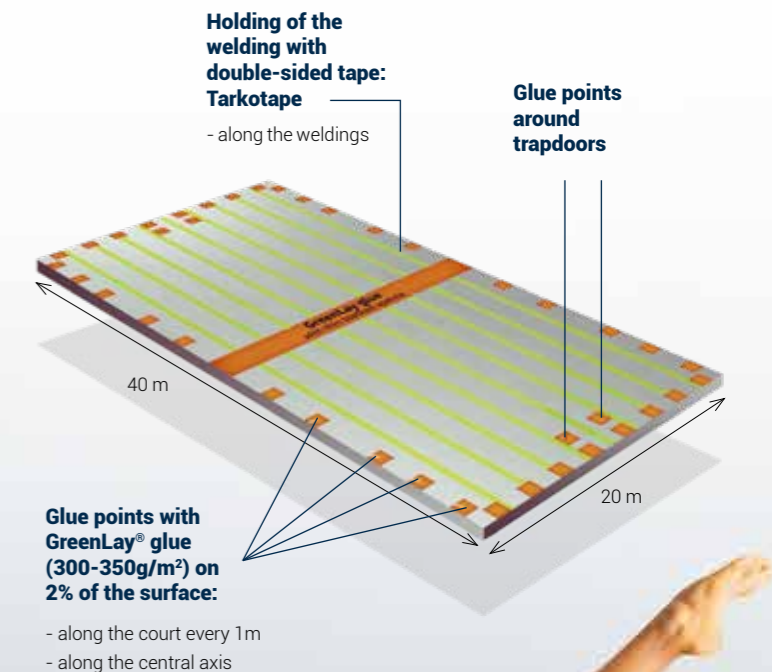 Holding of the
welding with
double-sided tape:
Tarkotape
- along the weldings
Glue points
around
trapdoors
GreenLay glue
40 m
20 m
Glue points with
GreenLay® glue
(300-350g/m²) on
2% of the surface:
- along the court every 1m
- along the central axis